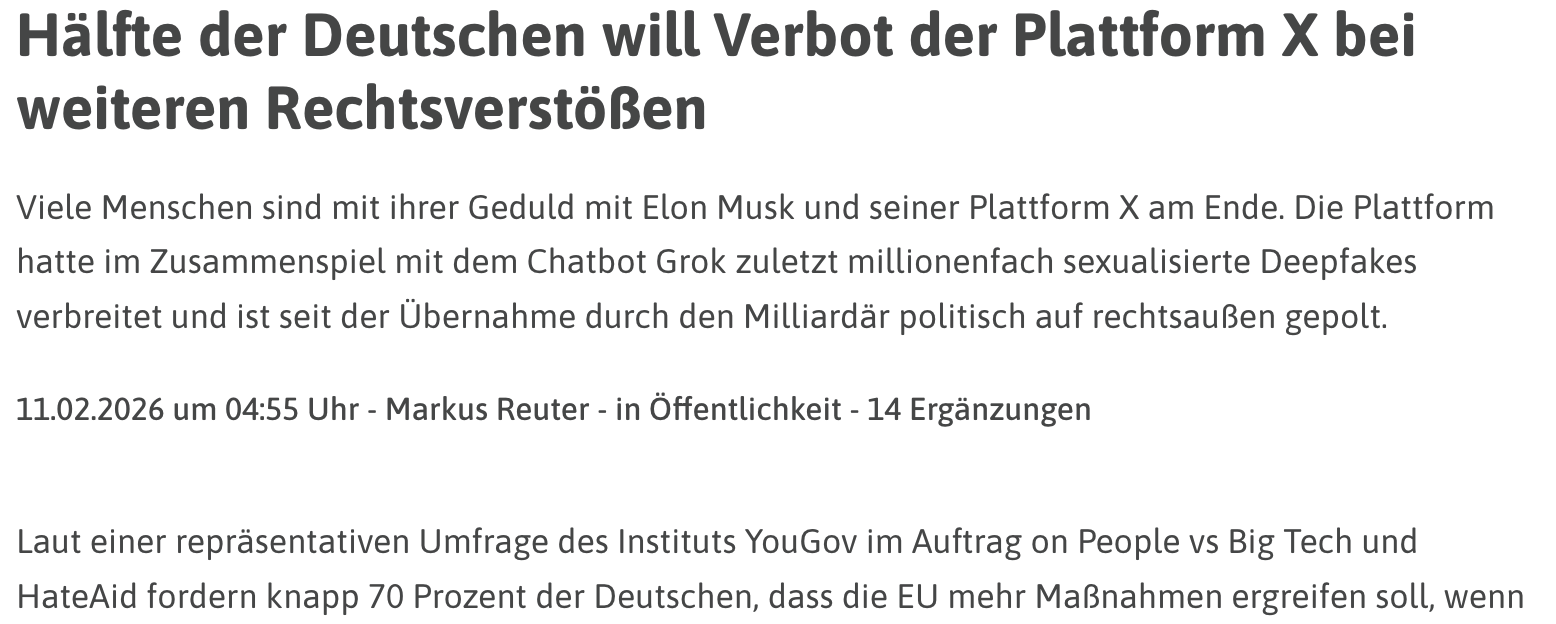 Hälfte der Deutschen will Verbot der Plattform X bei
weiteren Rechtsverstößen
Viele Menschen sind mit ihrer Geduld mit Elon Musk und seiner Plattform X am Ende. Die Plattform
hatte im Zusammenspiel mit dem Chatbot Grok zuletzt millionenfach sexualisierte Deepfakes
verbreitet und ist seit der Übernahme durch den Milliardär politisch auf rechtsaußen gepolt.
11.02.2026 um 04:55 Uhr - Markus Reuter - in Öffentlichkeit - 14 Ergänzungen
Laut einer repräsentativen Umfrage des Instituts YouGov im Auftrag on People vs Big Tech und
HateAid fordern knapp 70 Prozent der Deutschen, dass die EU mehr Maßnahmen ergreifen soll, wenn